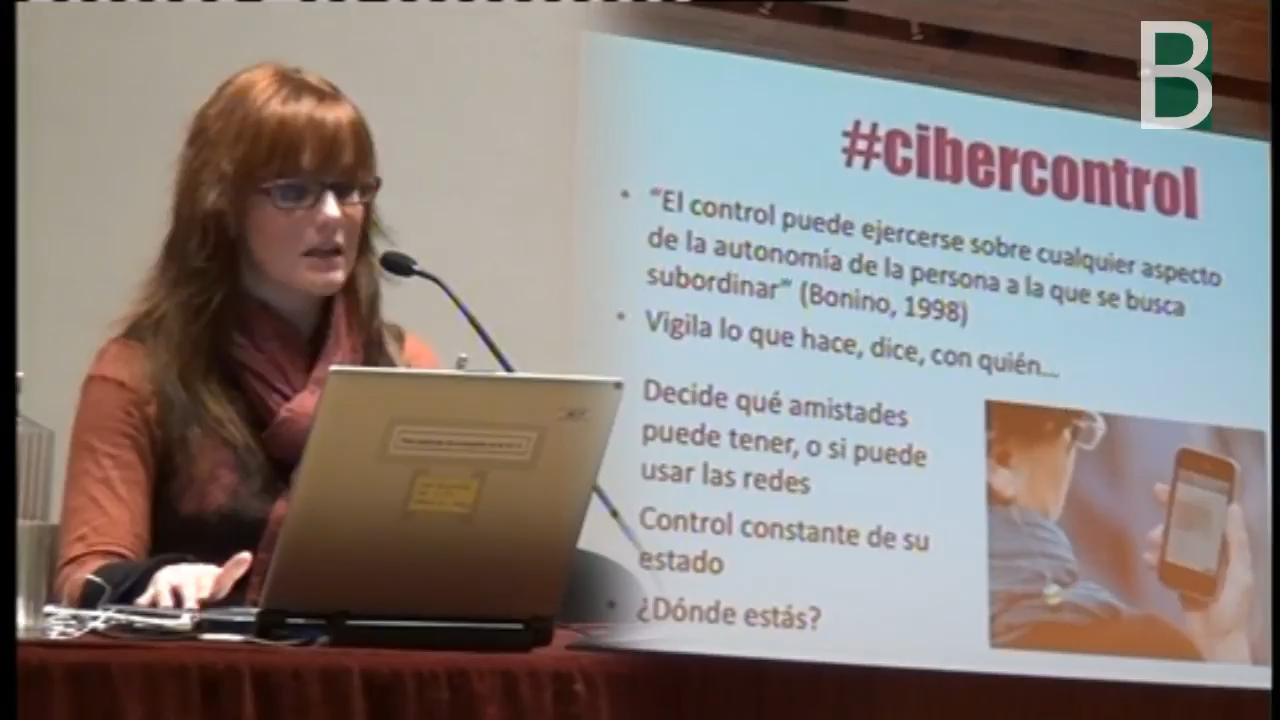 B
#cibercontrol
• “El control puede ejercerse sobre cualquier aspecto
de la autonomía de la persona a la que se busca
subordinar” (Bonino, 1998)
• Vigila lo que hace, dice, con quién...
Decide qué amistades
puede tener, o si puede
usar las redes
Control constante de su
estado
• ¿Dónde estás?